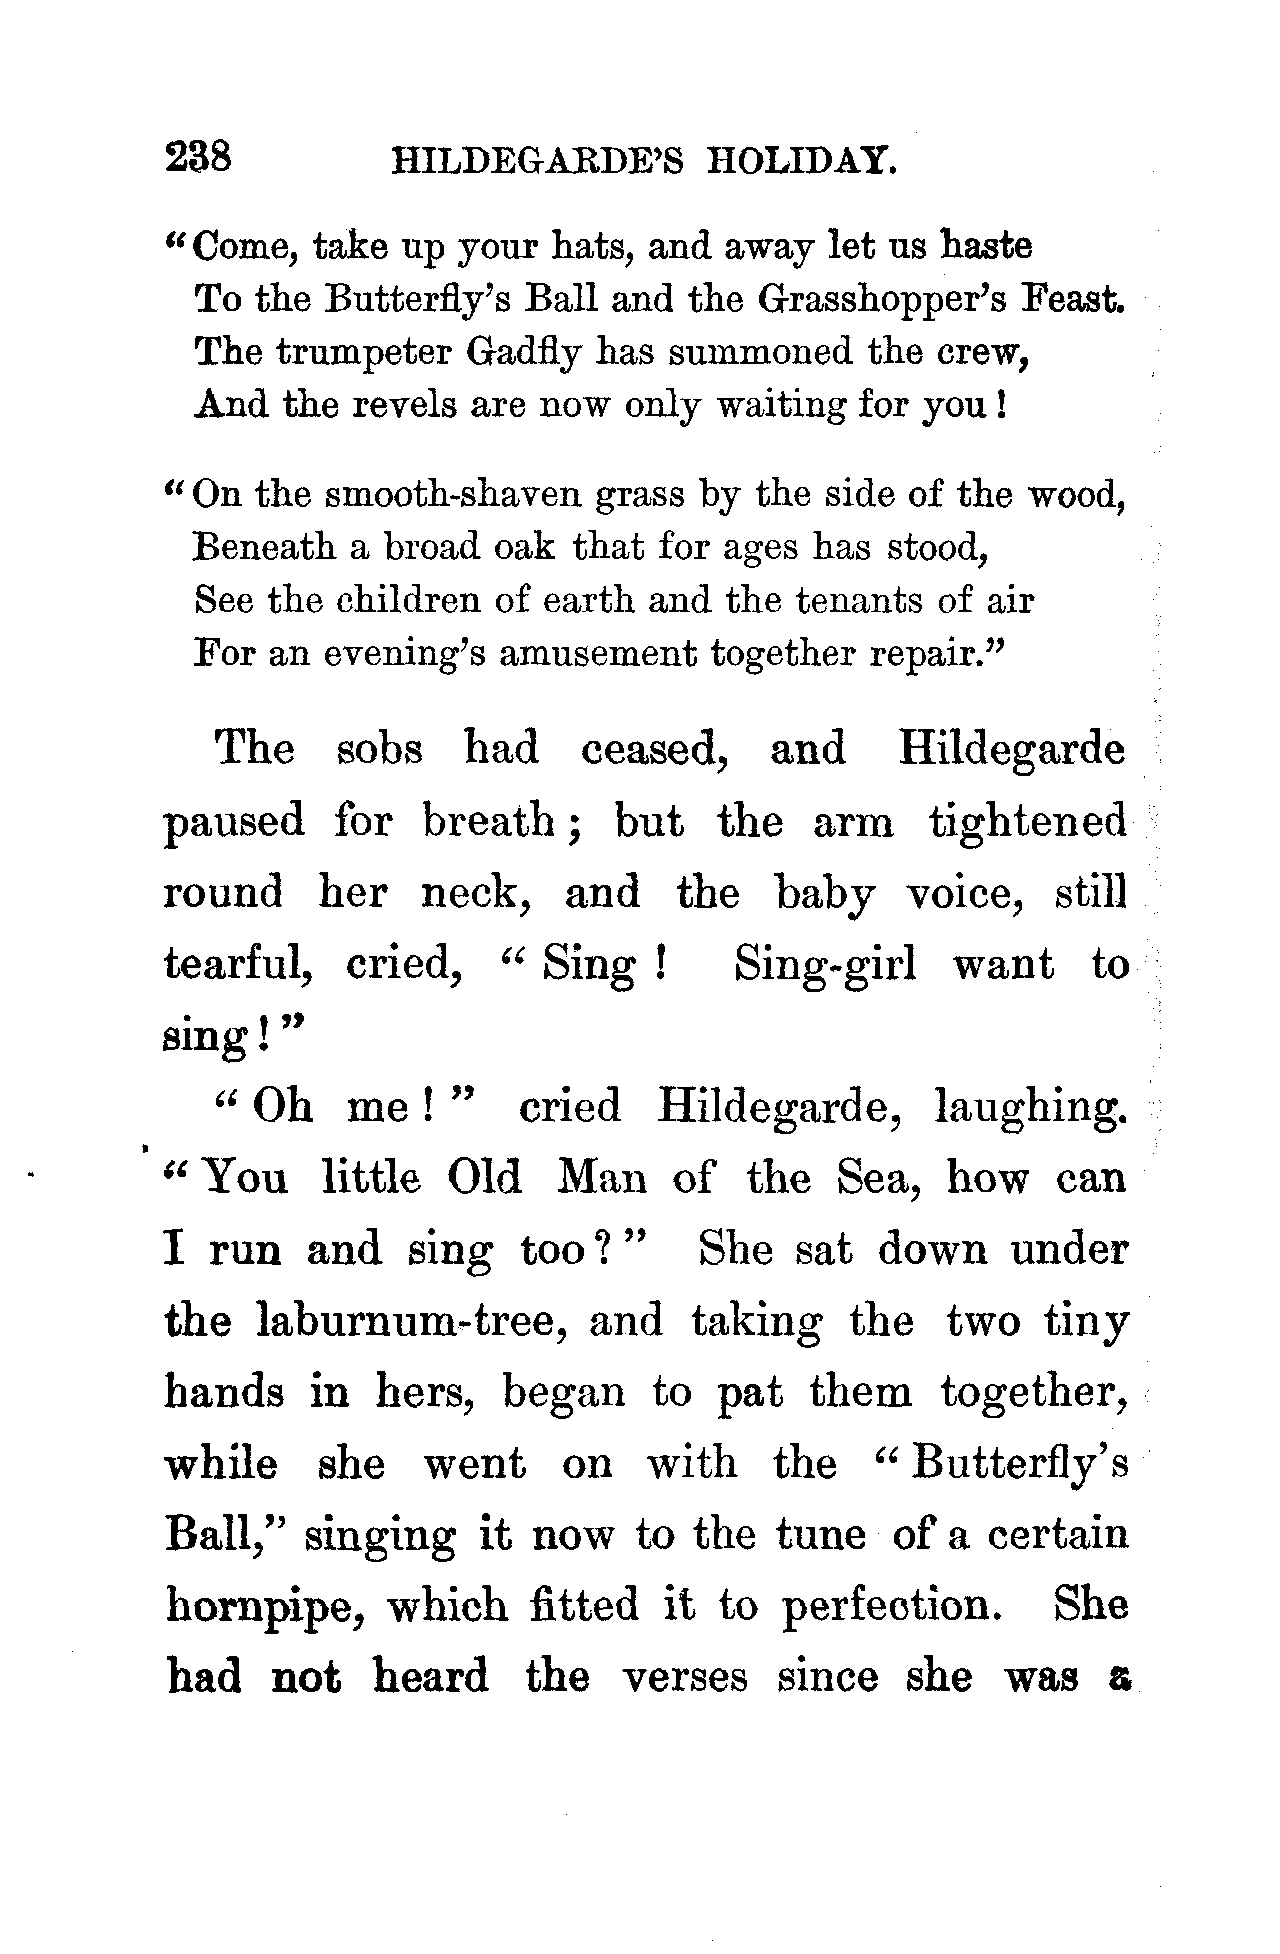 238 HILDEGARDE'S HOLIDAY.
"Come, take up your hats, and away let us haste
To the Butterfly's Ball and the Grasshopper's Feast.
The trumpeter Gadfly has summoned the crew,
And the revels are now only waiting for you!
"On the smooth-shaven grass by the side of the wood,
Beneath a broad oak that for ages has stood,
See the children of earth and the tenants of air
For an evening's amusement together repair."
The sobs had ceased, and Hildegarde
paused for breath; but the arm tightened
round her neck, and the baby voice, still
tearful, cried, "Sing! Sing-girl want to
sing!"
"Oh me!" cried Hildegarde, laughing.
"You little Old Man of the Sea, how can
I run and sing too?" She sat down under
the laburnum-tree, and taking the two tiny
hands in hers, began to pat them together,
while she went on with the "Butterfly's
Ball," singing it now to the tune of a certain
hornpipe, which fitted it to perfection. She
had not heard the verses since she was a